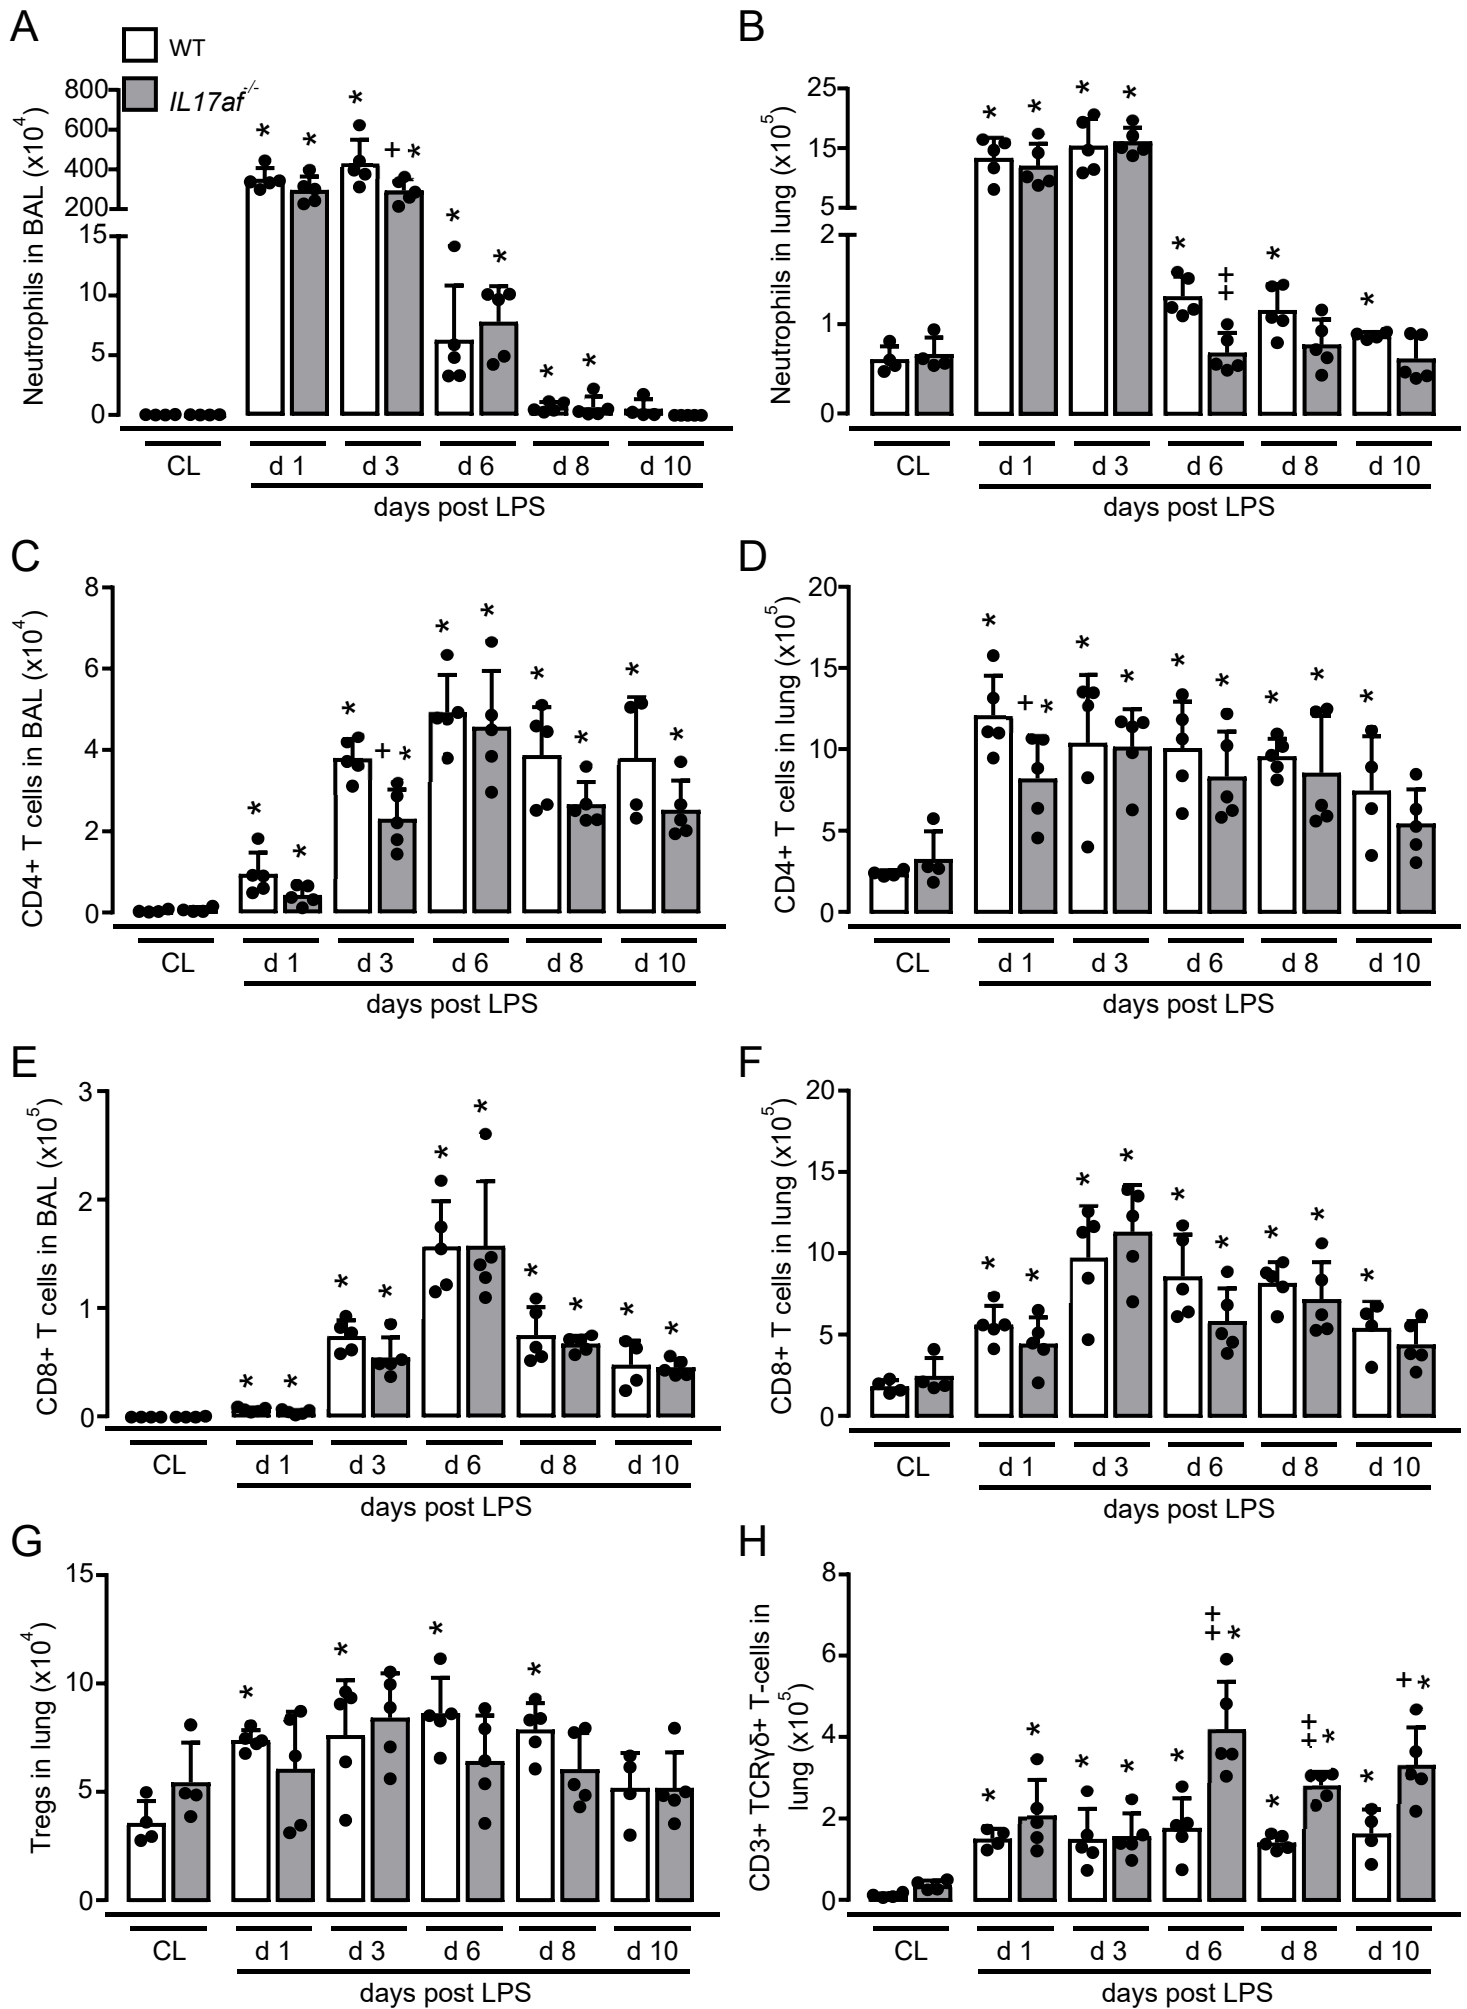 A
WT
IL17af-/-
Neutrophils in BAL (x10^4)
800
600
400
200
15
10
5
0
* * * + * * * * *
CL d 1 d 3 d 6 d 8 d 10
days post LPS
B
Neutrophils in lung (x10^5)
25
15
5
2
1
0
* * * * * ++ * *
CL d 1 d 3 d 6 d 8 d 10
days post LPS
C
CD4+ T cells in BAL (x10^4)
8
6
4
2
0
* * * + * * * * * * *
CL d 1 d 3 d 6 d 8 d 10
days post LPS
D
CD4+ T cells in lung (x10^5)
20
15
10
5
0
* + * * * * * * * *
CL d 1 d 3 d 6 d 8 d 10
days post LPS
E
CD8+ T cells in BAL (x10^5)
3
2
1
0
* * * * * * * * * *
CL d 1 d 3 d 6 d 8 d 10
days post LPS
F
CD8+ T cells in lung (x10^5)
20
15
10
5
0
* * * * * * * * *
CL d 1 d 3 d 6 d 8 d 10
days post LPS
G
Tregs in lung (x10^4)
15
10
5
0
* * * *
CL d 1 d 3 d 6 d 8 d 10
days post LPS
H
CD3+ TCRγδ+ T-cells in
lung (x10^5)
8
6
4
2
0
* * * * * ++ * * ++ * * + *
CL d 1 d 3 d 6 d 8 d 10
days post LPS